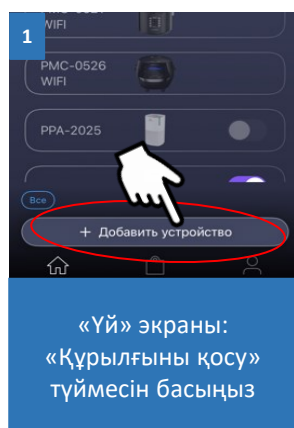 WIFI
1
PMC-0526
WIFI
PPA-2025
Все
+ Добавить устройство
«Үй» экраны:
«Құрылғыны қосу»
түймесін басыңыз